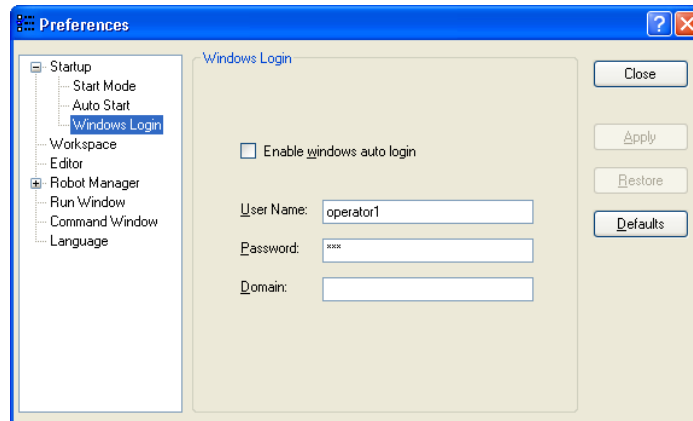 Preferences
Startup
Start Mode
Auto Start
Windows Login
Workspace
Editor
Robot Manager
Run Window
Command Window
Language
Windows Login
Enable windows auto login
User Name: operator1
Password: ***
Domain:
Close
Apply
Restore
Defaults